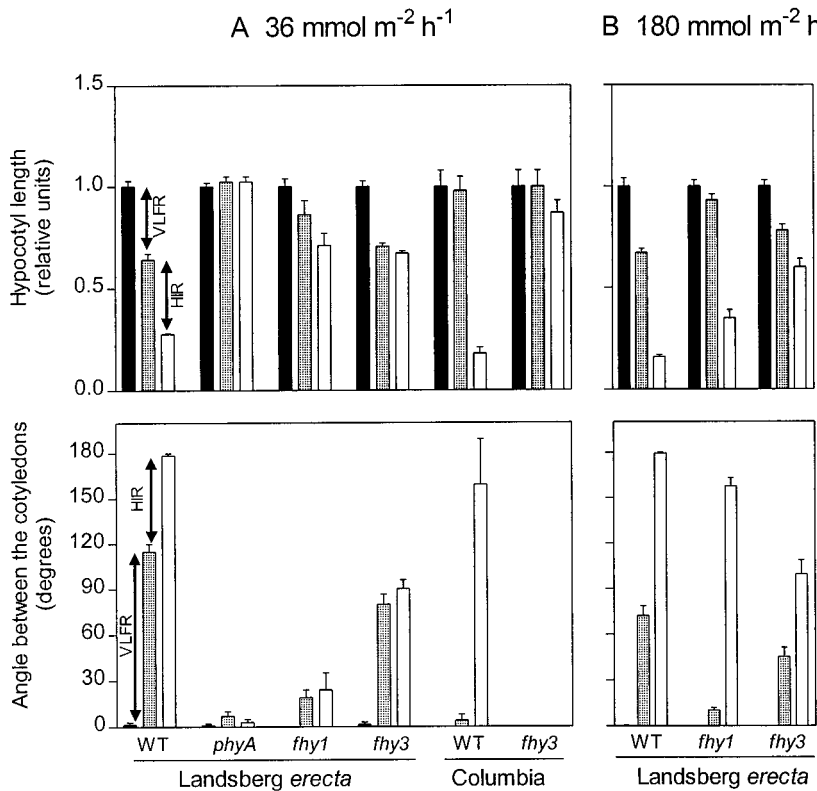 A 36 mmol m-2 h-1
B 180 mmol m-2 h
Hypocotyl length
(relative units)
1.5
1.0
0.5
0.0
VLFR
HIR
Angle between the cotyledons
(degrees)
180
150
120
90
60
30
0
HIR
VLFR
WT phyA fhy1 fhy3 WT fhy3
WT fhy1 fhy3
Landsberg erecta
Columbia
Landsberg erecta